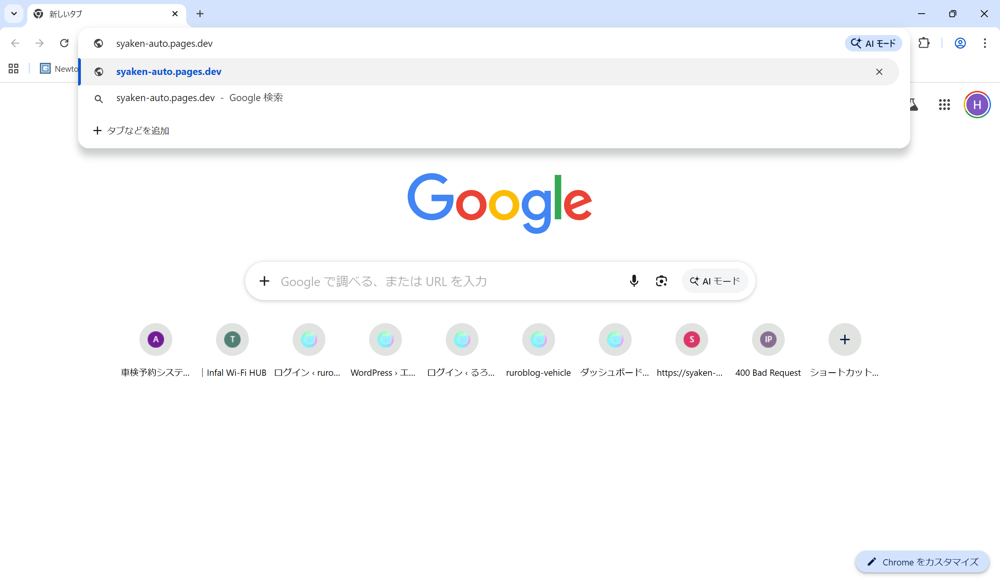 新しいタブ
syaken-auto.pages.dev
AI モード
Newto
syaken-auto.pages.dev
syaken-auto.pages.dev - Google 検索
タブなどを追加
H
Google
Google で調べる、または URL を入力
AI モード
A
T
S
IP
車検予約システ...
| Infal Wi-Fi HUB
ログイン ‹ ruro...
WordPress › エ...
ログイン ‹ るろ...
ruroblog-vehicle
ダッシュボード...
https://syaken-...
400 Bad Request
ショートカット...
Chrome をカスタマイズ